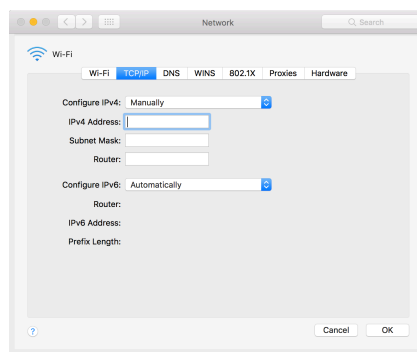 Network
Search
Wi-Fi
Wi-Fi TCP/IP DNS WINS 802.1X Proxies Hardware
Configure IPv4: Manually
IPv4 Address:
Subnet Mask:
Router:
Configure IPv6: Automatically
Router:
IPv6 Address:
Prefix Length:
? Cancel OK